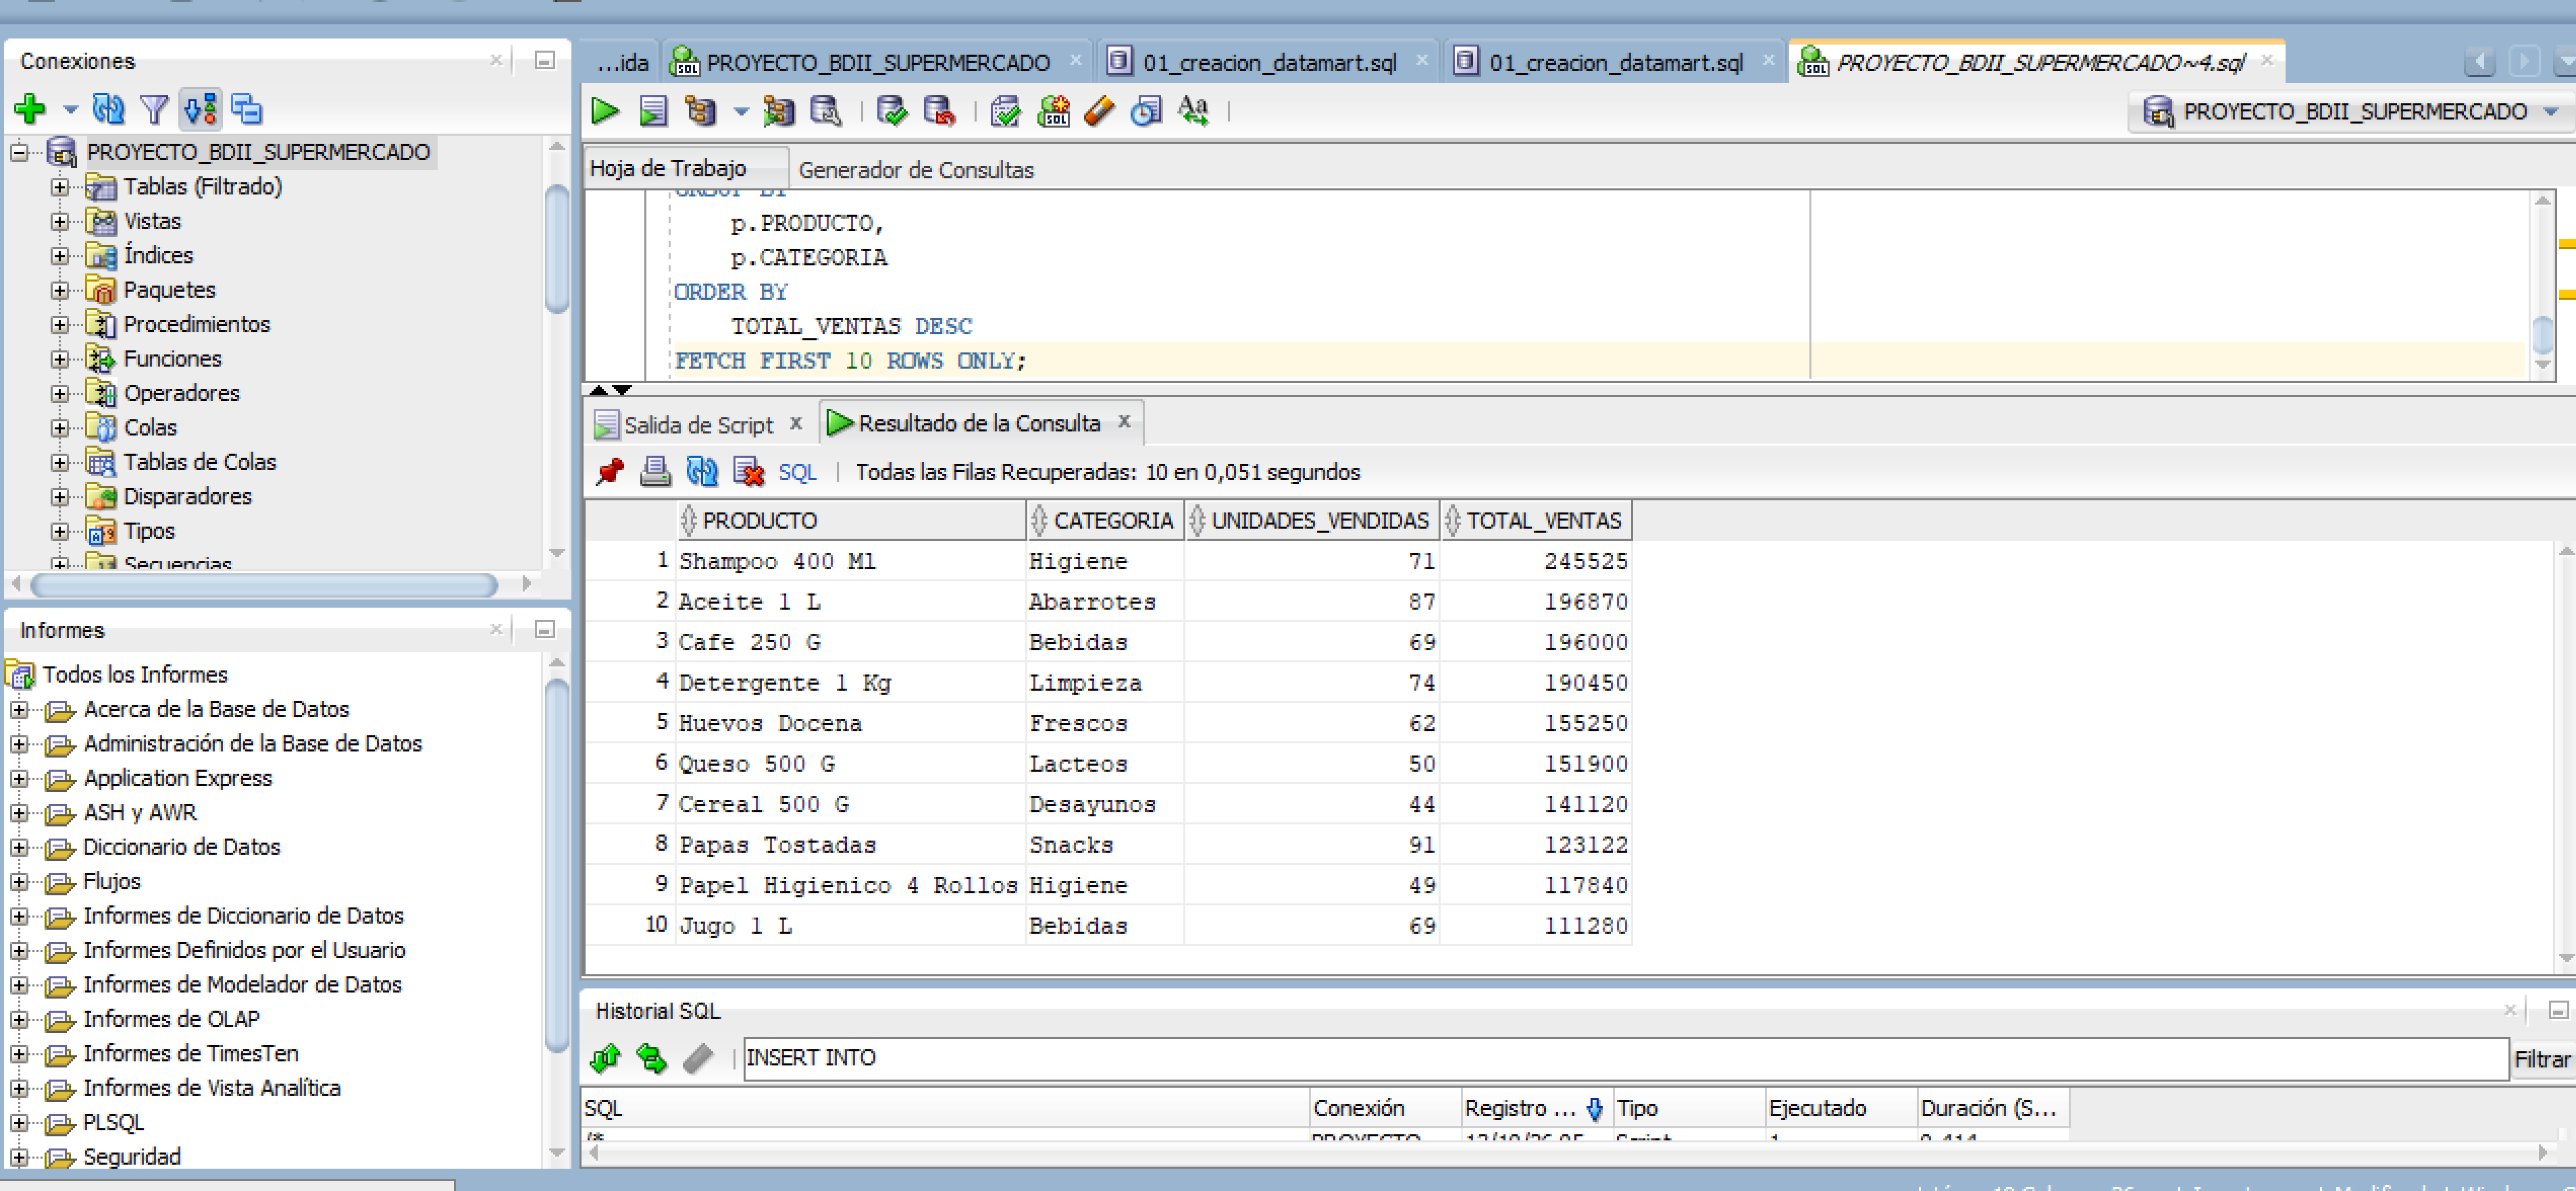 Conexiones
PROYECTO_BDII_SUPERMERCADO
Tablas (Filtrado)
Vistas
Índices
Paquetes
Procedimientos
Funciones
Operadores
Colas
Tablas de Colas
Disparadores
Tipos
Secuencias
Informes
Todos los Informes
Acerca de la Base de Datos
Administración de la Base de Datos
Application Express
ASH y AWR
Diccionario de Datos
Flujos
Informes de Diccionario de Datos
Informes Definidos por el Usuario
Informes de Modelador de Datos
Informes de OLAP
Informes de TimesTen
Informes de Vista Analítica
PLSQL
Seguridad
...ida PROYECTO_BDII_SUPERMERCADO 01_creacion_datamart.sql 01_creacion_datamart.sql PROYECTO_BDII_SUPERMERCADO~4.sql
PROYECTO_BDII_SUPERMERCADO
Hoja de Trabajo Generador de Consultas
GROUP BY
p.PRODUCTO,
p.CATEGORIA
ORDER BY
TOTAL_VENTAS DESC
FETCH FIRST 10 ROWS ONLY;
Salida de Script x Resultado de la Consulta x
SQL | Todas las Filas Recuperadas: 10 en 0,051 segundos
PRODUCTO CATEGORIA UNIDADES_VENDIDAS TOTAL_VENTAS
1 Shampoo 400 Ml Higiene 71 245525
2 Aceite 1 L Abarrotes 87 196870
3 Cafe 250 G Bebidas 69 196000
4 Detergente 1 Kg Limpieza 74 190450
5 Huevos Docena Frescos 62 155250
6 Queso 500 G Lacteos 50 151900
7 Cereal 500 G Desayunos 44 141120
8 Papas Tostadas Snacks 91 123122
9 Papel Higienico 4 Rollos Higiene 49 117840
10 Jugo 1 L Bebidas 69 111280
Historial SQL
INSERT INTO Filtrar
SQL Conexión Registro ... Tipo Ejecutado Duración (S...
/* PROYECTO Script 1